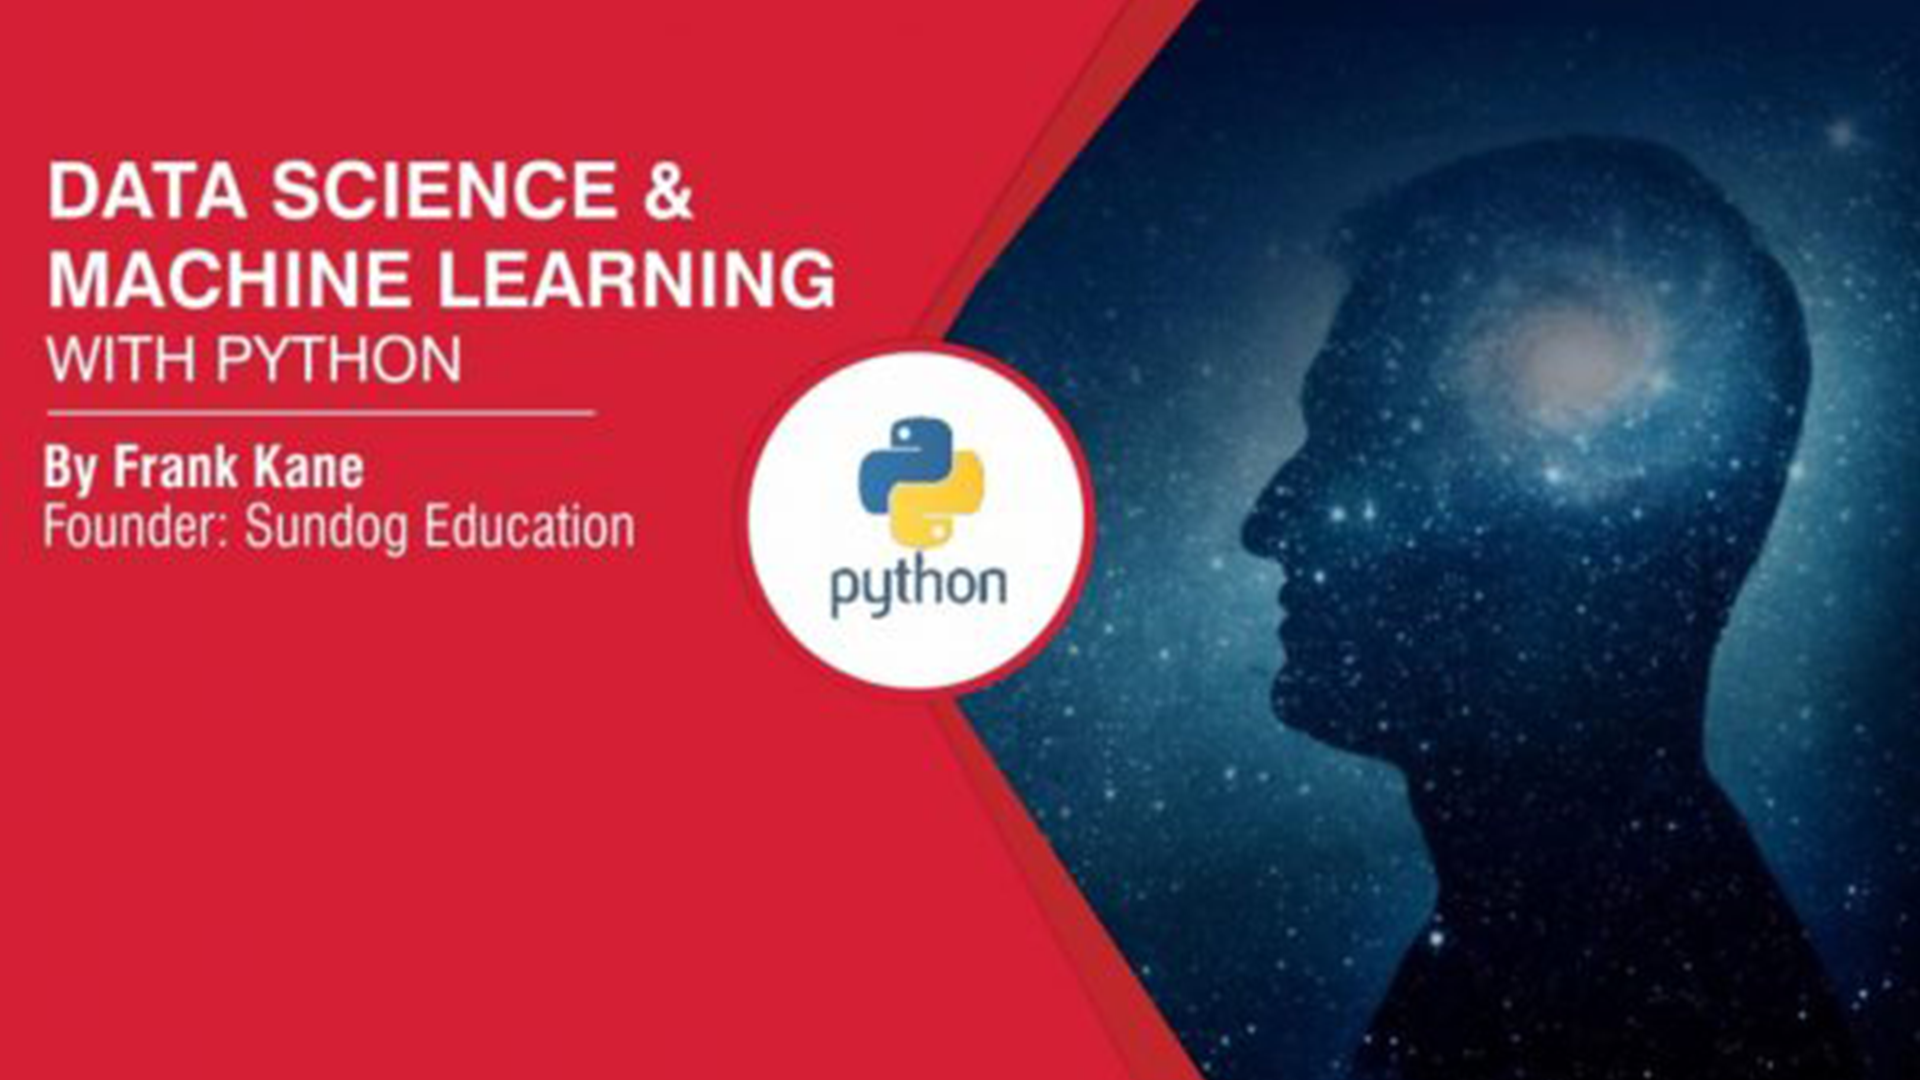 DATA SCIENCE &
MACHINE LEARNING
WITH PYTHON
By Frank Kane
Founder: Sundog Education
python